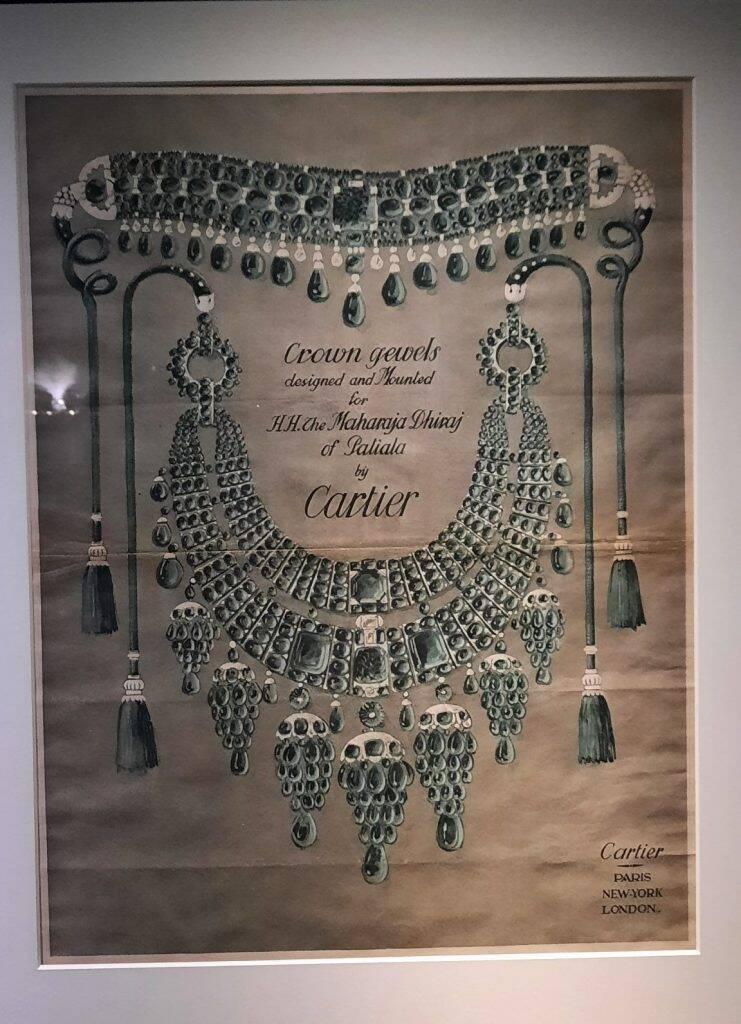 Crown Jewels
designed and Mounted
for
H.H. The Maharaja Dhiraj
of Patiala
by
Cartier
Cartier
PARIS
NEW-YORK
LONDON.